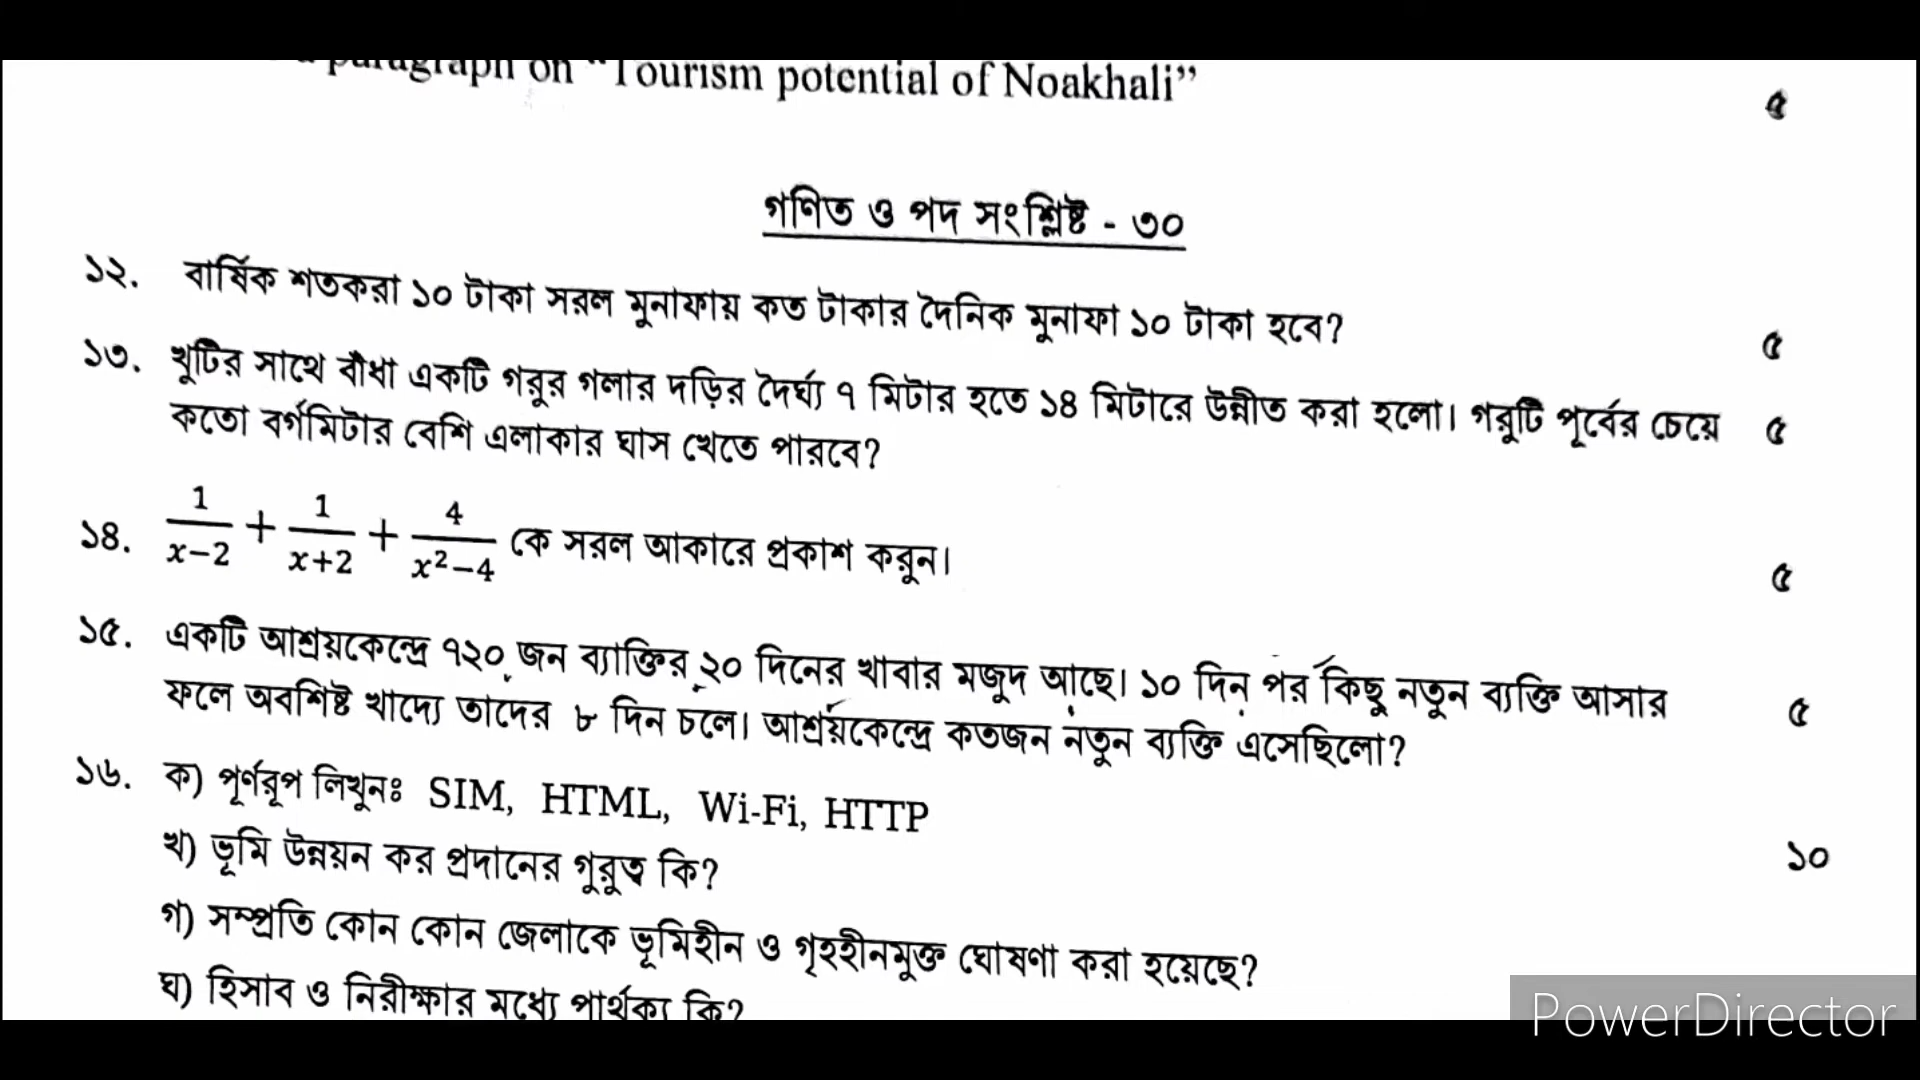 a paragraph on “Tourism potential of Noakhali”
৫
গণিত ও পদ সংশ্লিষ্ট - ৩০
১২. বার্ষিক শতকরা ১০ টাকা সরল মুনাফায় কত টাকার দৈনিক মুনাফা ১০ টাকা হবে? ৫
১৩. খুটির সাথে বাঁধা একটি গরুর গলার দড়ির দৈর্ঘ্য ৭ মিটার হতে ১৪ মিটারে উন্নীত করা হলো। গরুটি পূর্বের চেয়ে ৫
কতো বর্গমিটার বেশি এলাকার ঘাস খেতে পারবে?
১৪. 1/(x−2) + 1/(x+2) + 4/(x²−4) কে সরল আকারে প্রকাশ করুন। ৫
১৫. একটি আশ্রয়কেন্দ্রে ৭২০ জন ব্যাক্তির ২০ দিনের খাবার মজুদ আছে। ১০ দিন পর কিছু নতুন ব্যক্তি আসার
ফলে অবশিষ্ট খাদ্যে তাদের ৮ দিন চলে। আশ্রয়কেন্দ্রে কতজন নতুন ব্যক্তি এসেছিলো? ৫
১৬. ক) পূর্ণরূপ লিখুনঃ SIM, HTML, Wi-Fi, HTTP
খ) ভূমি উন্নয়ন কর প্রদানের গুরুত্ব কি? ১০
গ) সম্প্রতি কোন কোন জেলাকে ভূমিহীন ও গৃহহীনমুক্ত ঘোষণা করা হয়েছে?
ঘ) হিসাব ও নিরীক্ষার মধ্যে পার্থক্য কি?
PowerDirector